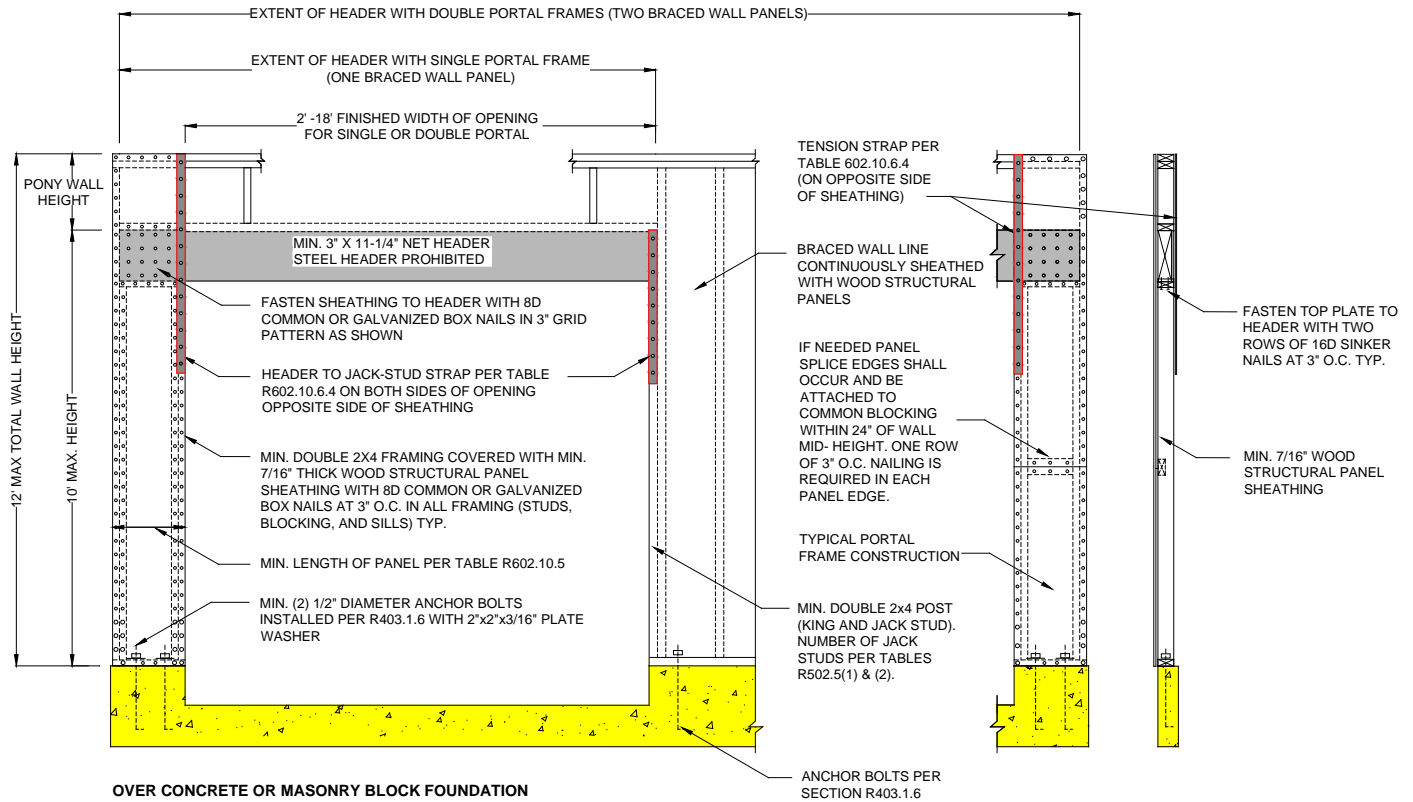 EXTENT OF HEADER WITH DOUBLE PORTAL FRAMES (TWO BRACED WALL PANELS)
EXTENT OF HEADER WITH SINGLE PORTAL FRAME
(ONE BRACED WALL PANEL)
2' -18' FINISHED WIDTH OF OPENING
FOR SINGLE OR DOUBLE PORTAL
PONY WALL
HEIGHT
12' MAX TOTAL WALL HEIGHT
10' MAX. HEIGHT
MIN. 3" X 11-1/4" NET HEADER
STEEL HEADER PROHIBITED
FASTEN SHEATHING TO HEADER WITH 8D
COMMON OR GALVANIZED BOX NAILS IN 3" GRID
PATTERN AS SHOWN
HEADER TO JACK-STUD STRAP PER TABLE
R602.10.6.4 ON BOTH SIDES OF OPENING
OPPOSITE SIDE OF SHEATHING
MIN. DOUBLE 2X4 FRAMING COVERED WITH MIN.
7/16" THICK WOOD STRUCTURAL PANEL
SHEATHING WITH 8D COMMON OR GALVANIZED
BOX NAILS AT 3" O.C. IN ALL FRAMING (STUDS,
BLOCKING, AND SILLS) TYP.
MIN. LENGTH OF PANEL PER TABLE R602.10.5
MIN. (2) 1/2" DIAMETER ANCHOR BOLTS
INSTALLED PER R403.1.6 WITH 2"x2"x3/16" PLATE
WASHER
TENSION STRAP PER
TABLE 602.10.6.4
(ON OPPOSITE SIDE
OF SHEATHING)
BRACED WALL LINE
CONTINUOUSLY SHEATHED
WITH WOOD STRUCTURAL
PANELS
IF NEEDED PANEL
SPLICE EDGES SHALL
OCCUR AND BE
ATTACHED TO
COMMON BLOCKING
WITHIN 24" OF WALL
MID- HEIGHT. ONE ROW
OF 3" O.C. NAILING IS
REQUIRED IN EACH
PANEL EDGE.
TYPICAL PORTAL
FRAME CONSTRUCTION
MIN. DOUBLE 2x4 POST
(KING AND JACK STUD).
NUMBER OF JACK
STUDS PER TABLES
R502.5(1) & (2).
ANCHOR BOLTS PER
SECTION R403.1.6
FASTEN TOP PLATE TO
HEADER WITH TWO
ROWS OF 16D SINKER
NAILS AT 3" O.C. TYP.
MIN. 7/16" WOOD
STRUCTURAL PANEL
SHEATHING
OVER CONCRETE OR MASONRY BLOCK FOUNDATION